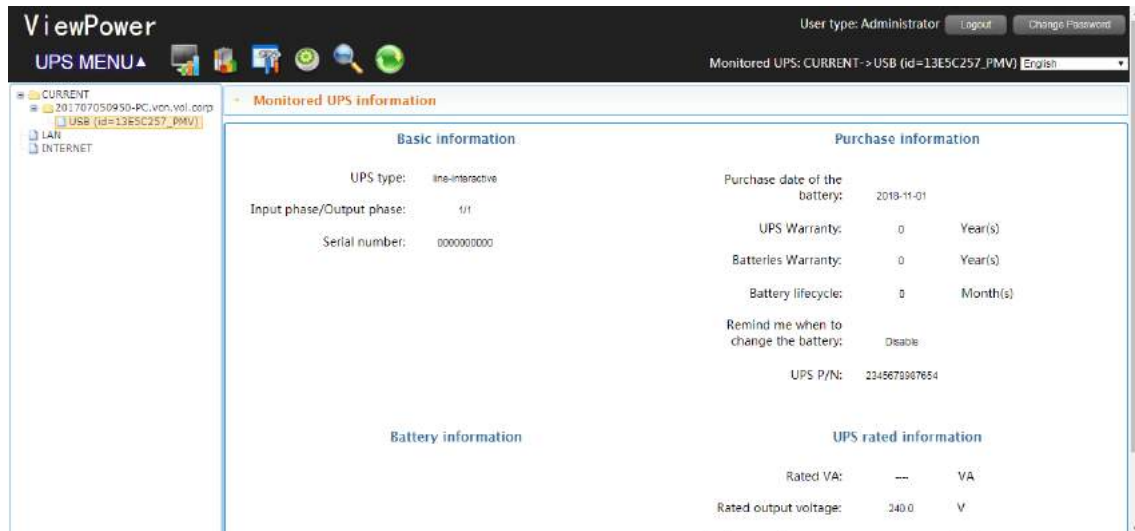 ViewPower
User type: Administrator Logout Change Password
UPS MENU▲
Monitored UPS: CURRENT->USB (id=13E5C257_PMV) English
CURRENT
201707050950-PC.von.vol.corp
USB (id=13E5C257_PMV)
LAN
INTERNET
Monitored UPS information
Basic information
UPS type: line-interactive
Input phase/Output phase: 1/1
Serial number: 0000000000
Purchase information
Purchase date of the
battery: 2018-11-01
UPS Warranty: 0 Year(s)
Batteries Warranty: 0 Year(s)
Battery lifecycle: 0 Month(s)
Remind me when to
change the battery: Disable
UPS P/N: 2345678987654
Battery information
UPS rated information
Rated VA: ---- VA
Rated output voltage: 240.0 V